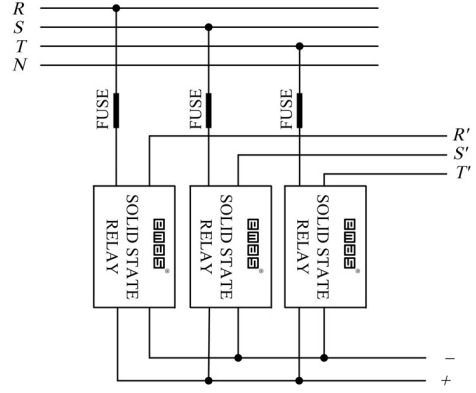 R
S
T
N
FUSE
FUSE
FUSE
R'
S'
T'
SOLID STATE
RELAY
SOLID STATE
RELAY
SOLID STATE
RELAY
®
®
®
−
+